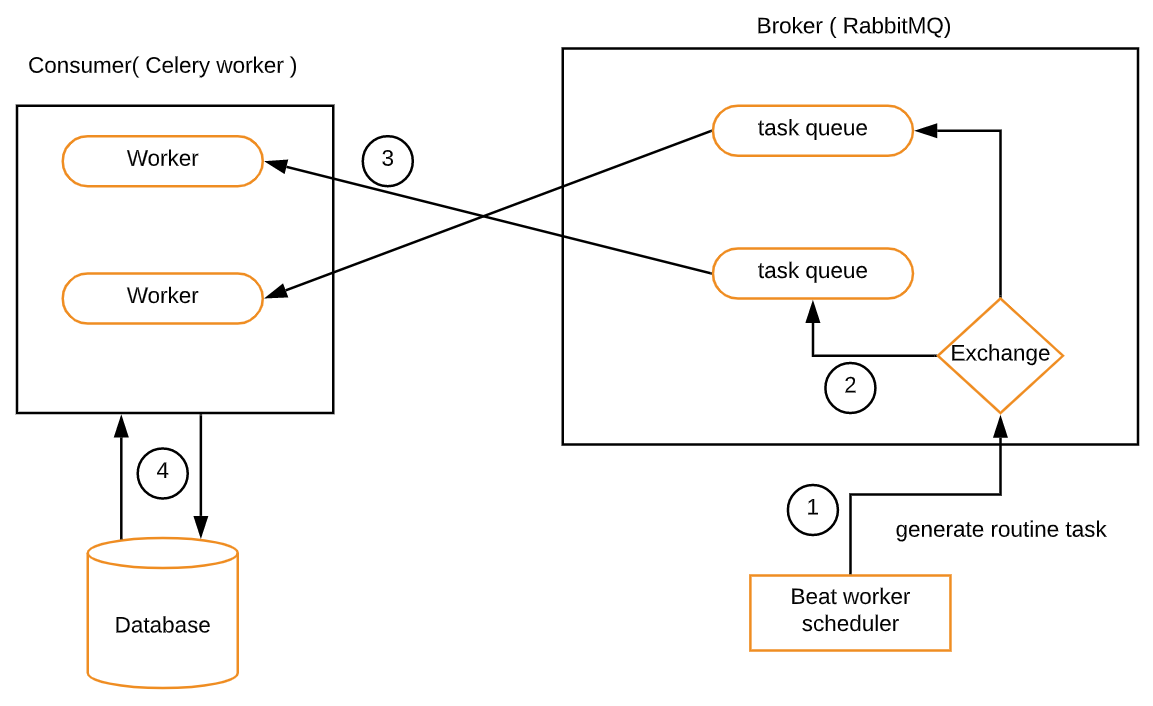 Broker ( RabbitMQ)
Consumer( Celery worker )
task queue
Worker
3
task queue
Worker
Exchange
2
4
1
generate routine task
Beat worker
scheduler
Database